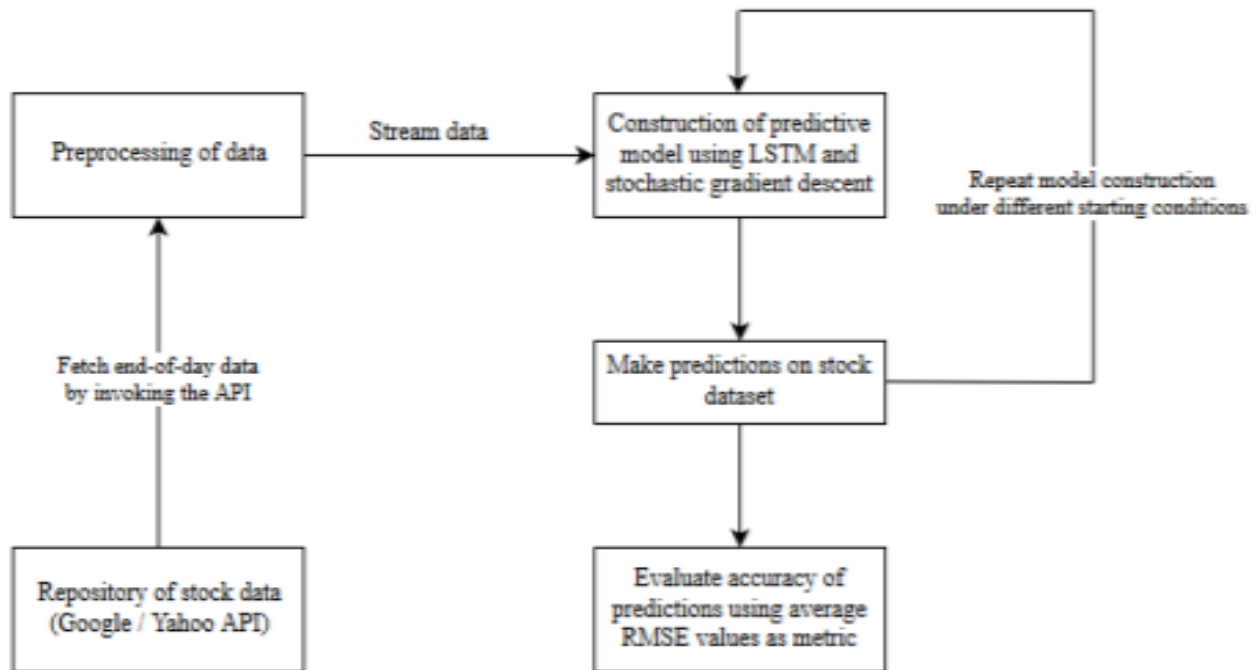 Preprocessing of data
Stream data
Construction of predictive
model using LSTM and
stochastic gradient descent
Repeat model construction
under different starting conditions
Fetch end-of-day data
by invoking the API
Make predictions on stock
dataset
Repository of stock data
(Google / Yahoo API)
Evaluate accuracy of
predictions using average
RMSE values as metric